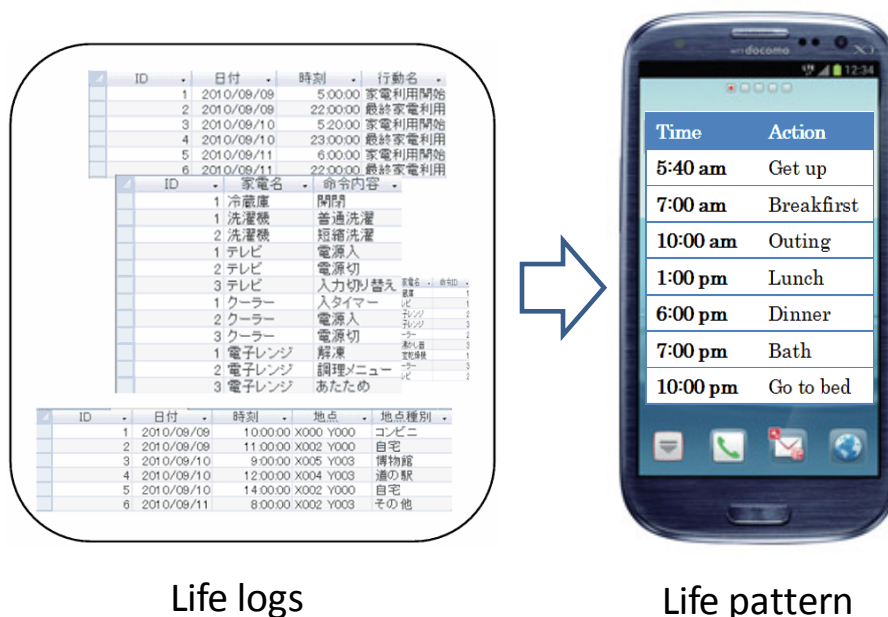 ID 日付 時刻 行動名
1 2010/09/09 5:00:00 家電利用開始
2 2010/09/09 22:00:00 最終家電利用
3 2010/09/10 5:20:00 家電利用開始
4 2010/09/10 23:00:00 最終家電利用
5 2010/09/11 6:00:00 家電利用開始
6 2010/09/11 22:00:00 最終家電利用
ID 家電名 命令内容
1 冷蔵庫 開閉
1 洗濯機 普通洗濯
2 洗濯機 短縮洗濯
1 テレビ 電源入
2 テレビ 電源切
3 テレビ 入力切り替え
1 クーラー 入タイマー
2 クーラー 電源入
3 クーラー 電源切
1 電子レンジ 解凍
2 電子レンジ 調理メニュー
3 電子レンジ あたため
家電名 命令ID
ID 日付 時刻 地点 地点種別
1 2010/09/09 10:00:00 X000 Y000 コンビニ
2 2010/09/09 11:00:00 X002 Y000 自宅
3 2010/09/10 9:00:00 X005 Y003 博物館
4 2010/09/10 12:00:00 X004 Y003 道の駅
5 2010/09/10 14:00:00 X002 Y000 自宅
6 2010/09/11 8:00:00 X002 Y003 その他
Life logs
docomo
12:34
Time Action
5:40 am Get up
7:00 am Breakfirst
10:00 am Outing
1:00 pm Lunch
6:00 pm Dinner
7:00 pm Bath
10:00 pm Go to bed
Life pattern